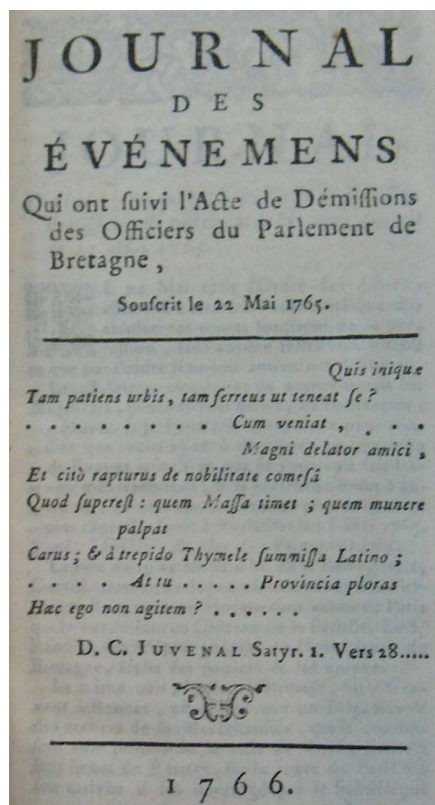 JOURNAL
DES
ÉVÉNEMENS
Qui ont ſuivi l'Acte de Démiſſions
des Officiers du Parlement de
Bretagne,
Souſcrit le 22 Mai 1765.
Quis iniquæ
Tam patiens urbis, tam ferreus ut teneat ſe ?
. . . . . . . . . Cum veniat , . . .
Magni delator amici ,
Et citò rapturus de nobilitate comeſâ
Quod ſupereſt : quem Maſſa timet ; quem munere
palpat
Carus ; & à trepido Thymele ſummiſſa Latino ;
. . . . At tu . . . . . Provincia ploras
Hæc ego non agitem ? . . . . . .
D. C. JUVENAL Satyr. 1. Vers 28.....
1766.